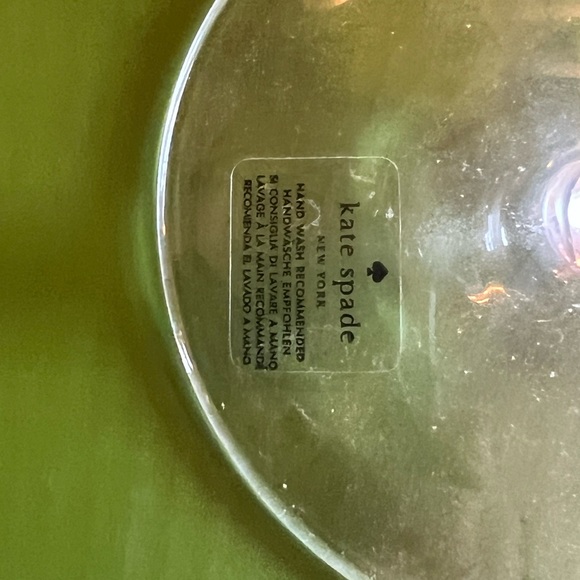 kate spade
NEW YORK
HAND WASH RECOMMENDED
HANDWÄSCHE EMPFOHLEN
SI CONSIGLIA DI LAVARE A MANO
LAVAGE À LA MAIN RECOMMANDÉ
RECOMIENDA EL LAVADO A MANO